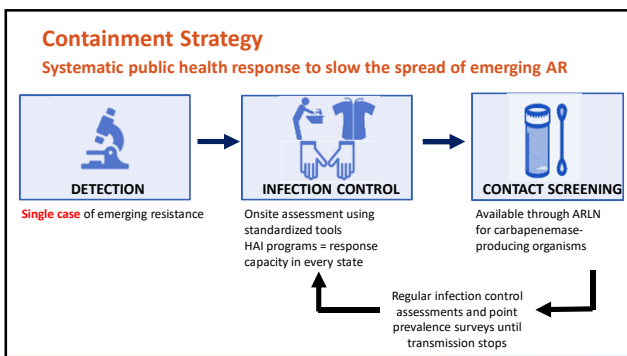 Containment Strategy
Systematic public health response to slow the spread of emerging AR
DETECTION
Single case of emerging resistance
INFECTION CONTROL
Onsite assessment using
standardized tools
HAI programs = response
capacity in every state
CONTACT SCREENING
Available through ARLN
for carbapenemase-
producing organisms
Regular infection control
assessments and point
prevalence surveys until
transmission stops